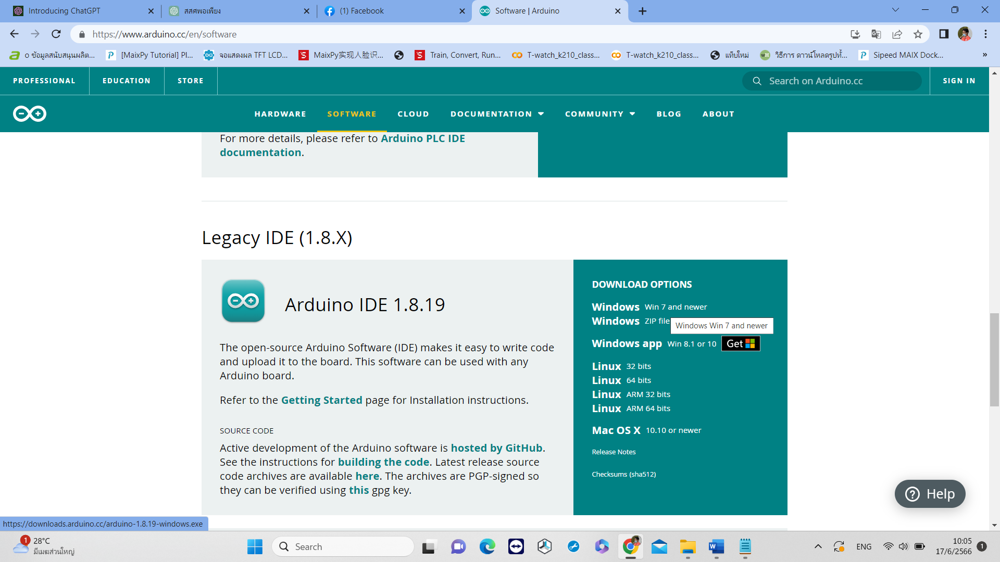 Introducing ChatGPT
สสศพอเพียง
(1) Facebook
Software | Arduino
https://www.arduino.cc/en/software
o ข้อมูลสนับสนุนผลิต...
[MaixPy Tutorial] Pl...
จอแสดงผล TFT LCD...
MaixPy实现人脸识...
Train, Convert, Run...
T-watch_k210_class...
T-watch_k210_class...
แท็บใหม่
วิธีการ ดาวน์โหลดรูปทั้...
Sipeed MAIX Dock...
»
PROFESSIONAL
EDUCATION
STORE
Search on Arduino.cc
SIGN IN
HARDWARE
SOFTWARE
CLOUD
DOCUMENTATION
COMMUNITY
BLOG
ABOUT
For more details, please refer to Arduino PLC IDE
documentation.
Legacy IDE (1.8.X)
Arduino IDE 1.8.19
The open-source Arduino Software (IDE) makes it easy to write code
and upload it to the board. This software can be used with any
Arduino board.
Refer to the Getting Started page for Installation instructions.
SOURCE CODE
Active development of the Arduino software is hosted by GitHub.
See the instructions for building the code. Latest release source
code archives are available here. The archives are PGP-signed so
they can be verified using this gpg key.
DOWNLOAD OPTIONS
Windows Win 7 and newer
Windows ZIP file
Windows Win 7 and newer
Windows app Win 8.1 or 10 Get
Linux 32 bits
Linux 64 bits
Linux ARM 32 bits
Linux ARM 64 bits
Mac OS X 10.10 or newer
Release Notes
Checksums (sha512)
Help
https://downloads.arduino.cc/arduino-1.8.19-windows.exe
1
28°C
มีเมฆส่วนใหญ่
Search
ENG
10:05
17/6/2566
1